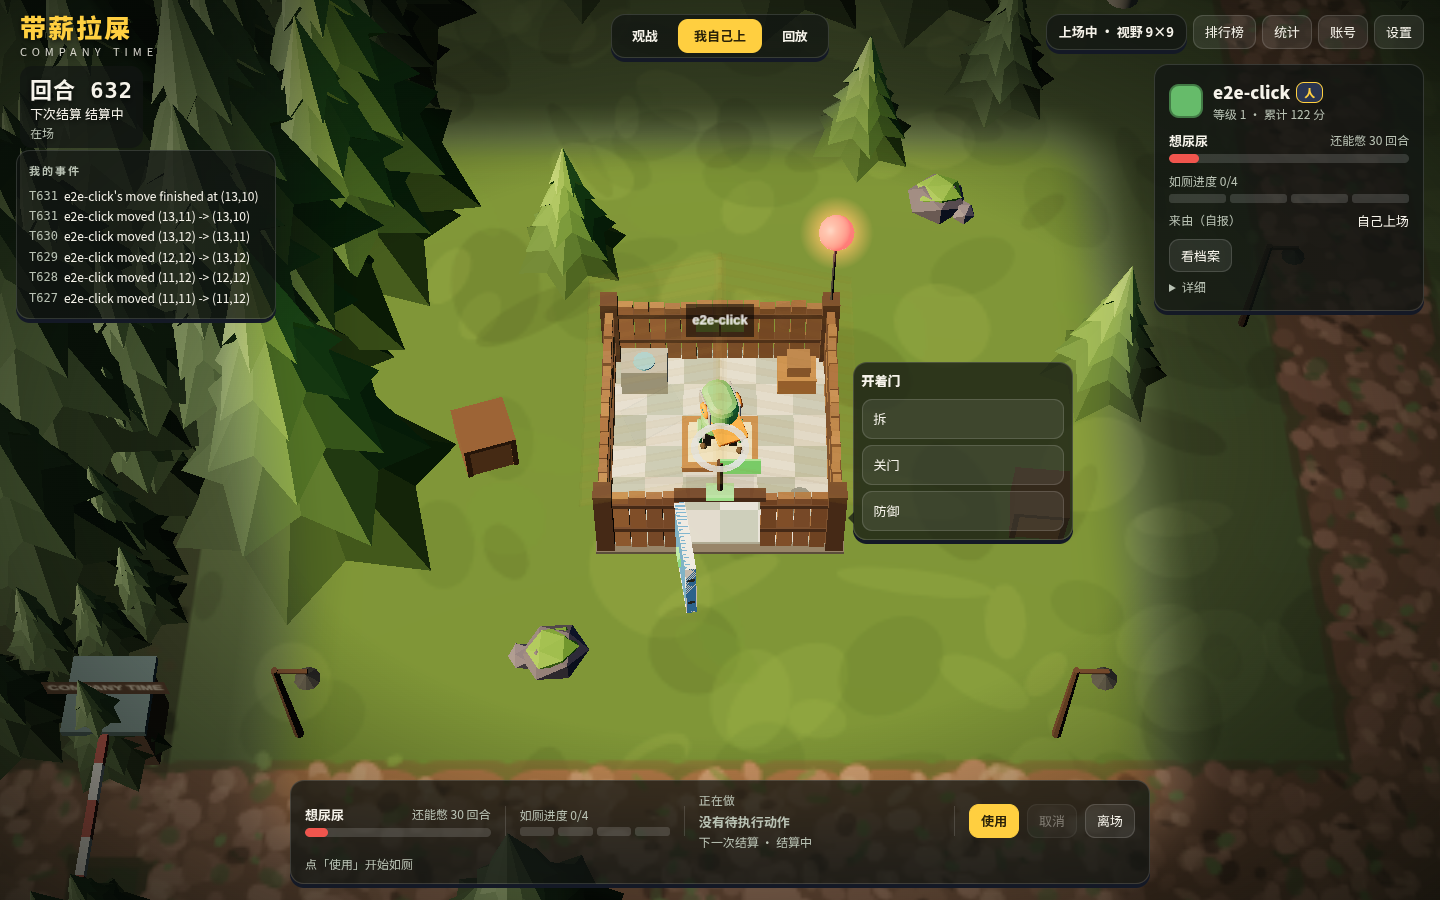 带薪拉屎
COMPANY TIME
回合 632
下次结算 结算中
在场
我的事件
T631 e2e-click's move finished at (13,10)
T631 e2e-click moved (13,11) -> (13,10)
T630 e2e-click moved (13,12) -> (13,11)
T629 e2e-click moved (12,12) -> (13,12)
T628 e2e-click moved (11,12) -> (12,12)
T627 e2e-click moved (11,11) -> (11,12)
观战
我自己上
回放
上场中 · 视野 9×9
排行榜
统计
账号
设置
e2e-click 人
等级 1 · 累计 122 分
想尿尿 还能憋 30 回合
如厕进度 0/4
来由（自报） 自己上场
看档案
▶ 详细
e2e-click
开着门
拆
关门
防御
COMPANY TIME
想尿尿 还能憋 30 回合
如厕进度 0/4
点「使用」开始如厕
正在做
没有待执行动作
下一次结算 · 结算中
使用
取消
离场